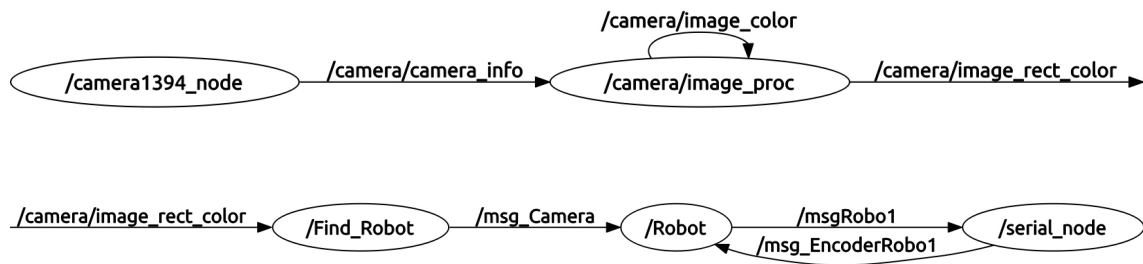 /camera/image_color
/camera1394_node
/camera/camera_info
/camera/image_proc
/camera/image_rect_color
/camera/image_rect_color
/Find_Robot
/msg_Camera
/Robot
/msgRobo1
/msg_EncoderRobo1
/serial_node